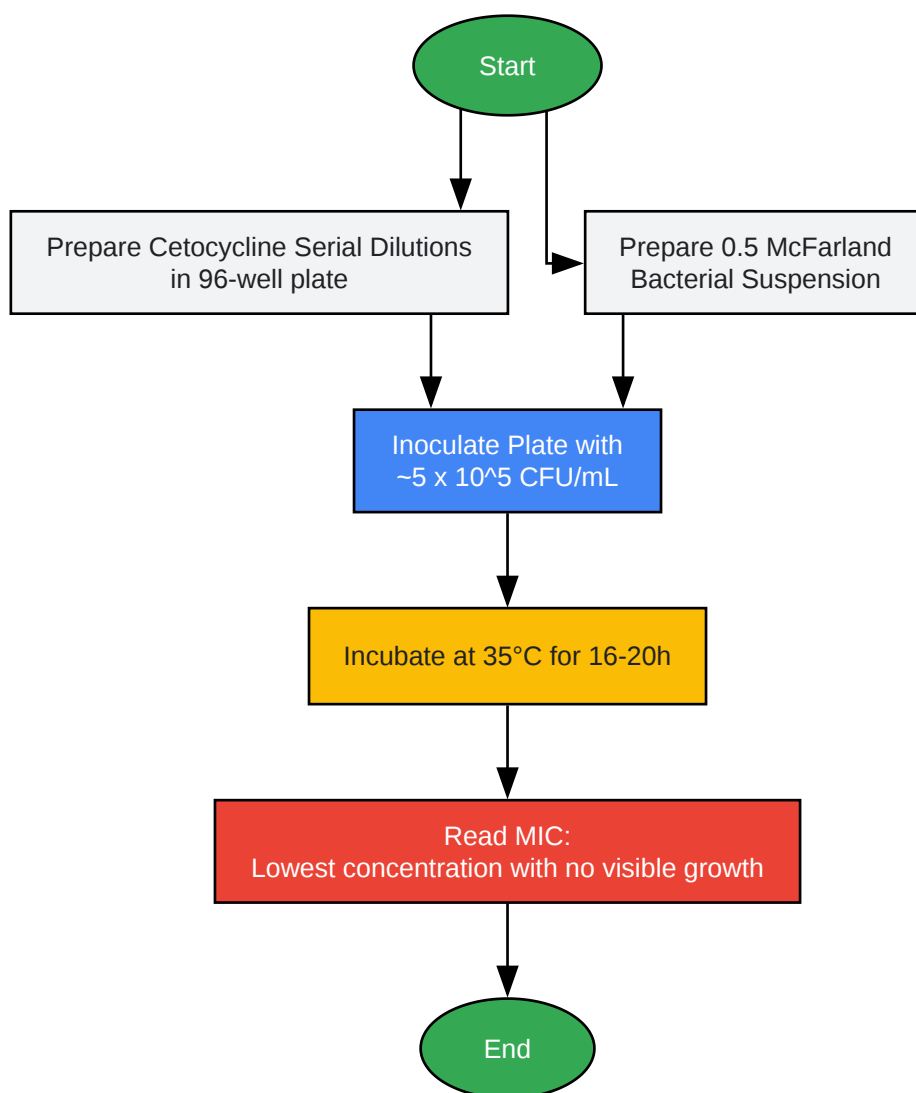 Start
Prepare Cetocycline Serial Dilutions
in 96-well plate
Prepare 0.5 McFarland
Bacterial Suspension
Inoculate Plate with
~5 x 10^5 CFU/mL
Incubate at 35°C for 16-20h
Read MIC:
Lowest concentration with no visible growth
End